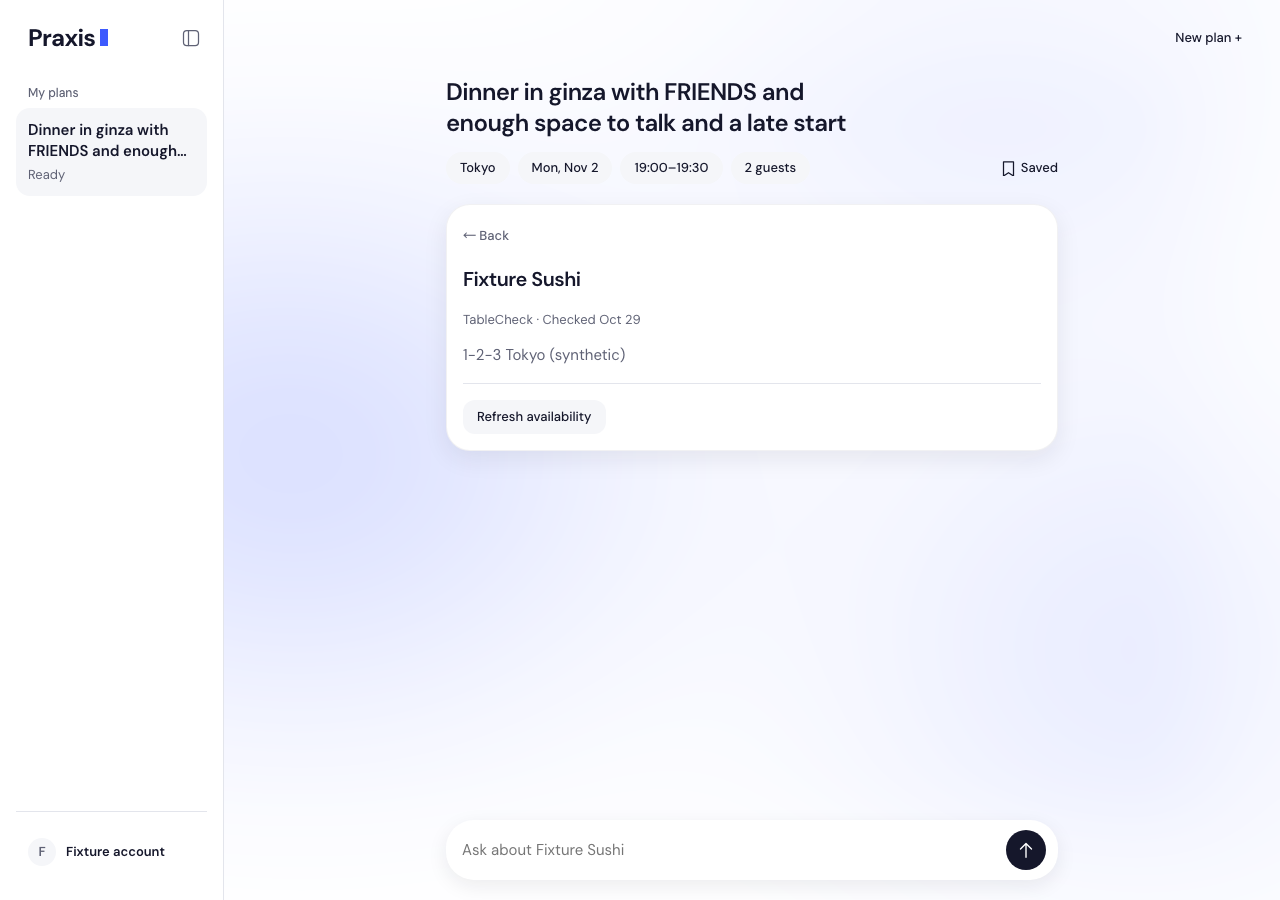 Praxis
New plan +
My plans
Dinner in ginza with
FRIENDS and enough...
Ready
Dinner in ginza with FRIENDS and
enough space to talk and a late start
Tokyo
Mon, Nov 2
19:00–19:30
2 guests
Saved
← Back
Fixture Sushi
TableCheck · Checked Oct 29
1-2-3 Tokyo (synthetic)
Refresh availability
Ask about Fixture Sushi
F
Fixture account